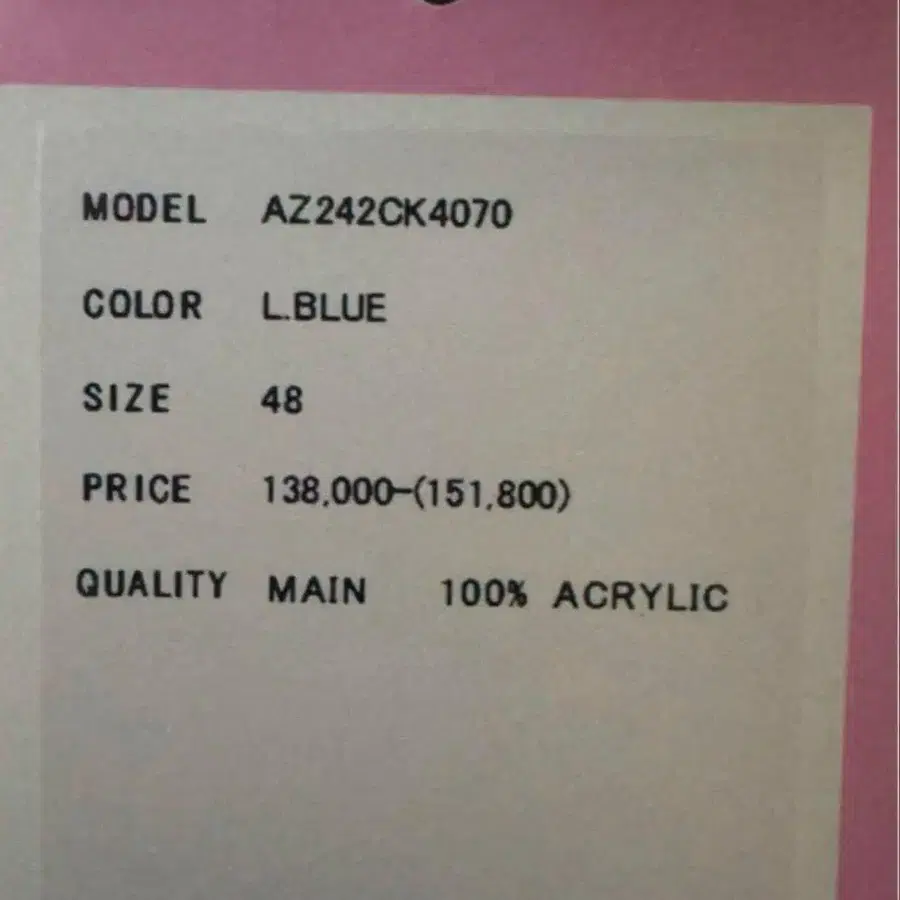 MODEL AZ242CK4070
COLOR L.BLUE
SIZE 48
PRICE 138,000-(151,800)
QUALITY MAIN 100% ACRYLIC